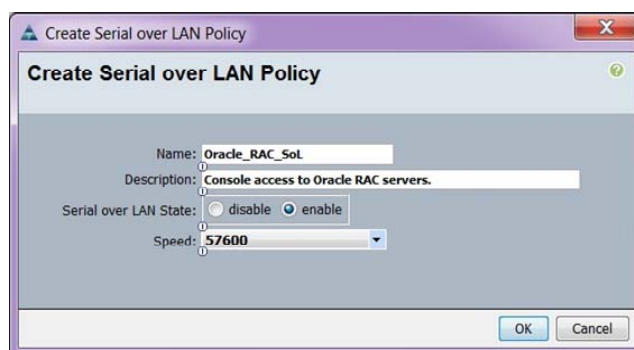 Create Serial over LAN Policy
Create Serial over LAN Policy
Name: Oracle_RAC_SoL
Description: Console access to Oracle RAC servers.
Serial over LAN State: disable enable
Speed: 57600
OK Cancel